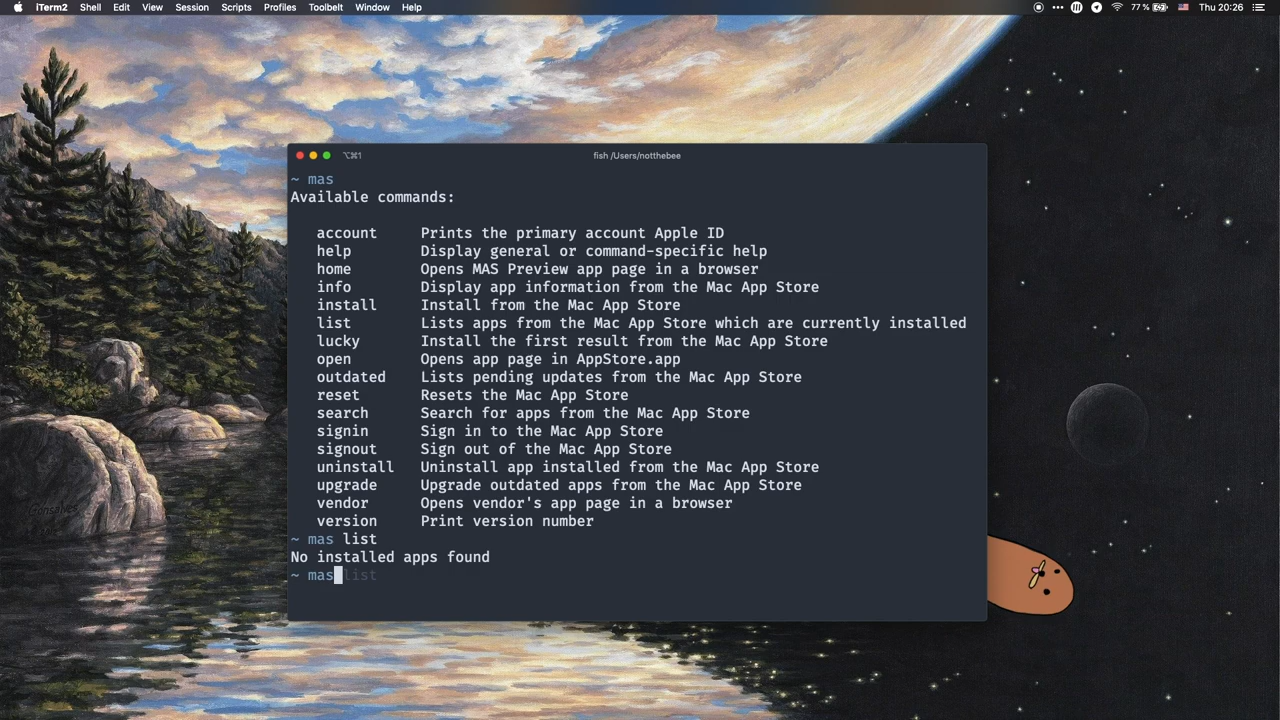 iTerm2 Shell Edit View Session Scripts Profiles Toolbelt Window Help 77 % Thu 20:26
⌥⌘1 fish /Users/notthebee
~ mas
Available commands:
account Prints the primary account Apple ID
help Display general or command-specific help
home Opens MAS Preview app page in a browser
info Display app information from the Mac App Store
install Install from the Mac App Store
list Lists apps from the Mac App Store which are currently installed
lucky Install the first result from the Mac App Store
open Opens app page in AppStore.app
outdated Lists pending updates from the Mac App Store
reset Resets the Mac App Store
search Search for apps from the Mac App Store
signin Sign in to the Mac App Store
signout Sign out of the Mac App Store
uninstall Uninstall app installed from the Mac App Store
upgrade Upgrade outdated apps from the Mac App Store
vendor Opens vendor's app page in a browser
version Print version number
~ mas list
No installed apps found
~ mas list
Gonsalves